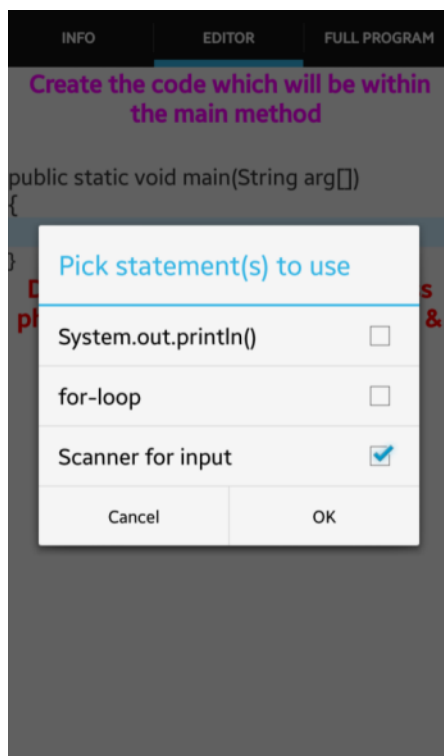 INFO EDITOR FULL PROGRAM
Create the code which will be within
the main method
public static void main(String arg[])
{
}
Pick statement(s) to use
System.out.println()
for-loop
Scanner for input
Cancel OK
&